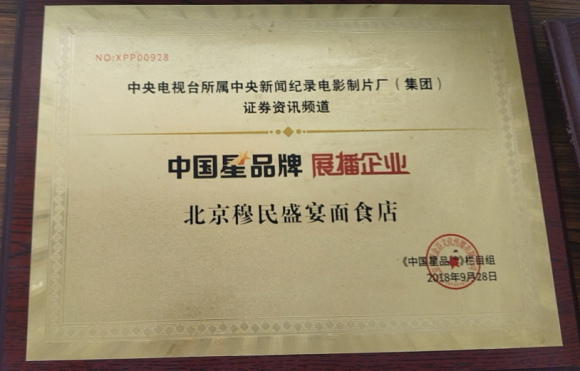 NO:XPP00928
中央电视台所属中央新闻纪录电影制片厂（集团）
证券资讯频道
中国星品牌 展播企业
北京穆民盛宴面食店
《中国星品牌》栏目组
2018年9月28日